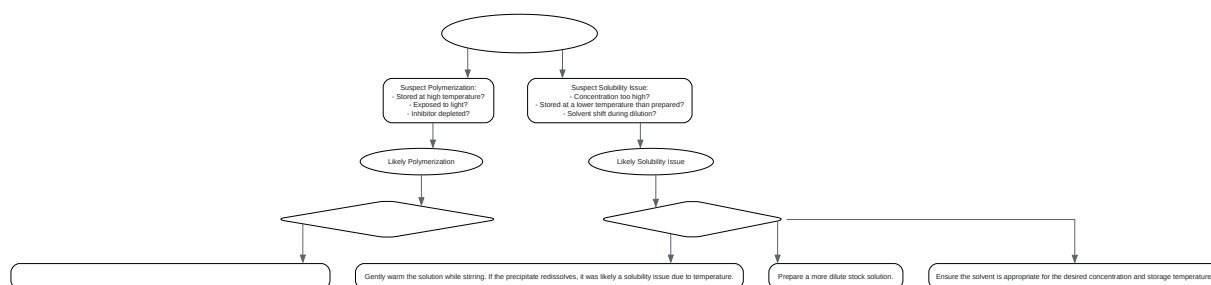 Suspect Polymerization:
- Stored at high temperature?
- Exposed to light?
- Inhibitor depleted?
Suspect Solubility Issue:
- Concentration too high?
- Stored at a lower temperature than prepared?
- Solvent shift during dilution?
Likely Polymerization
Likely Solubility Issue
Gently warm the solution while stirring. If the precipitate redissolves, it was likely a solubility issue due to temperature.
Prepare a more dilute stock solution.
Ensure the solvent is appropriate for the desired concentration and storage temperature